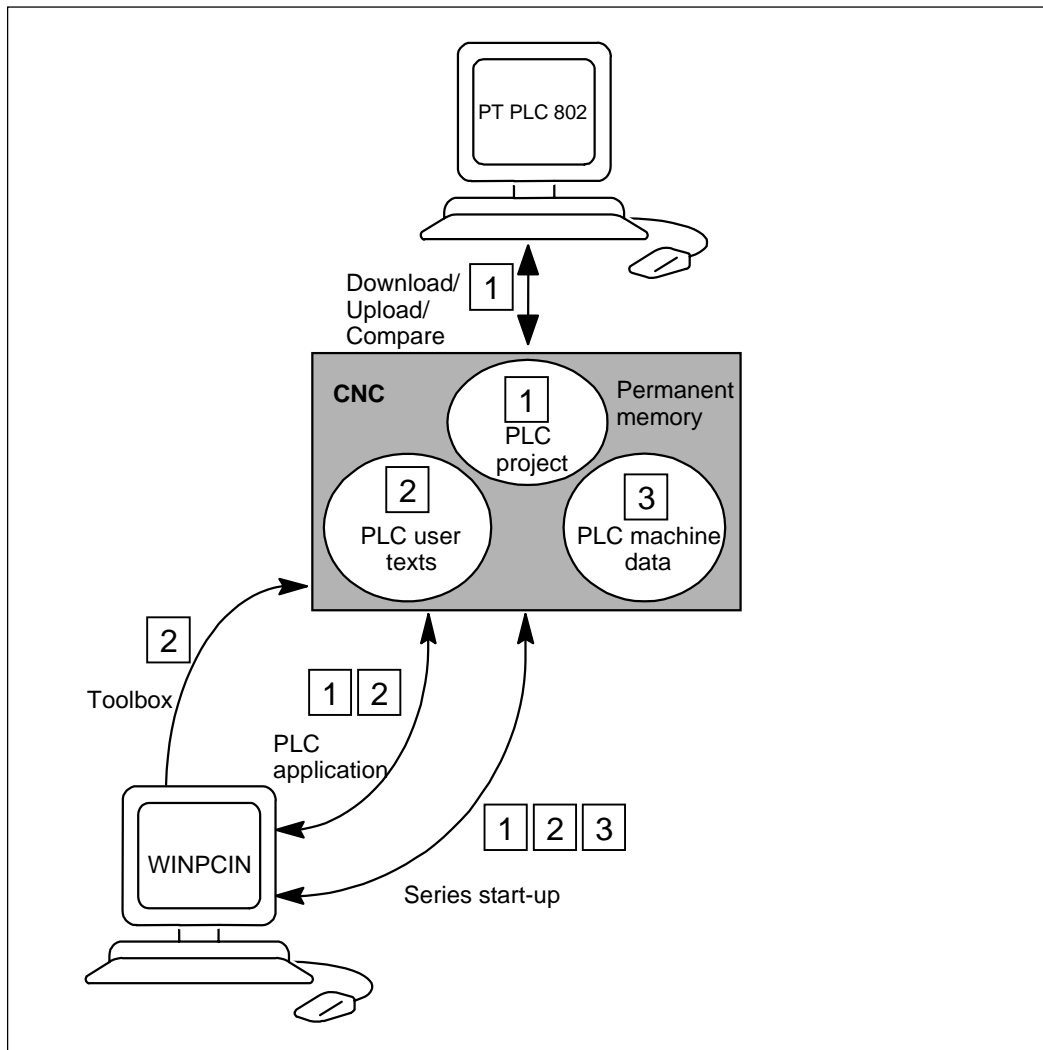 PT PLC 802
Download/
Upload/
Compare
1
CNC
1
PLC
project
Permanent
memory
2
PLC user
texts
3
PLC machine
data
2
Toolbox
1 2
PLC
application
1 2 3
Series start-up
WINPCIN